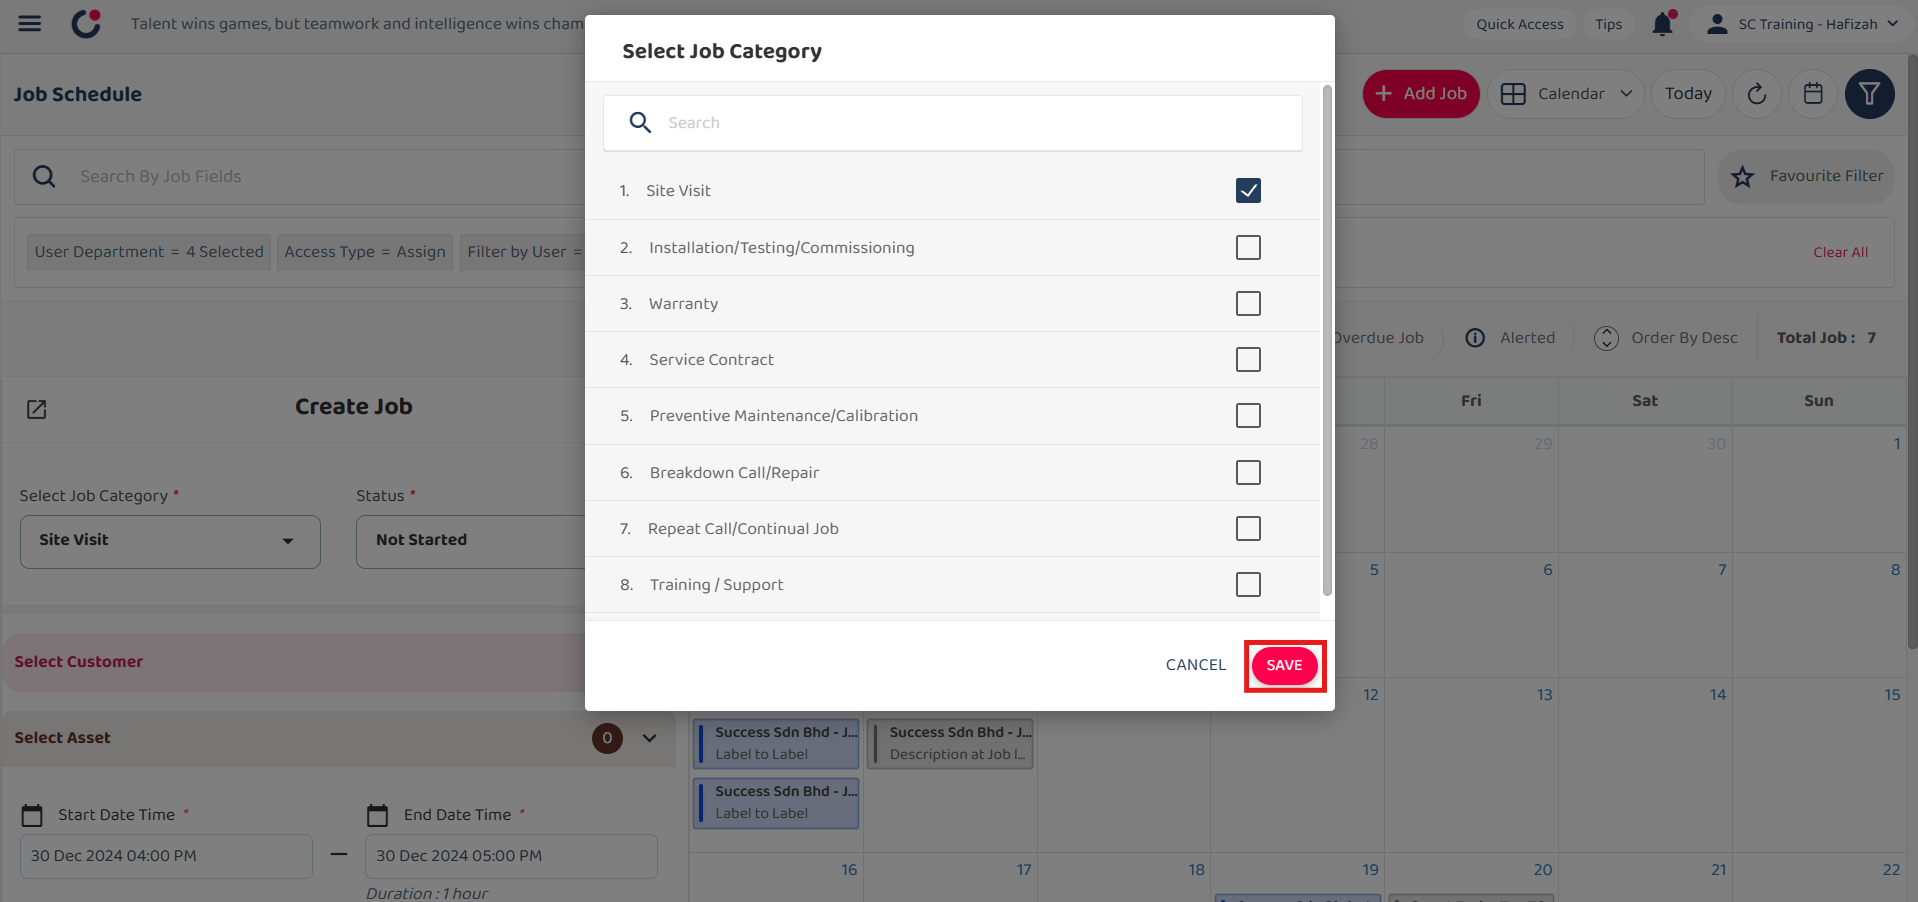 Talent wins games, but teamwork and intelligence wins cham
Quick Access
Tips
SC Training - Hafizah
Job Schedule
+ Add Job
Calendar
Today
Search By Job Fields
Favourite Filter
User Department = 4 Selected
Access Type = Assign
Filter by User =
Clear All
Overdue Job
Alerted
Order By Desc
Total Job : 7
Create Job
Select Job Category *
Status *
Site Visit
Not Started
Select Customer
Select Asset
0
Start Date Time *
End Date Time *
30 Dec 2024 04:00 PM
—
30 Dec 2024 05:00 PM
Duration : 1 hour
Select Job Category
Search
1. Site Visit
2. Installation/Testing/Commissioning
3. Warranty
4. Service Contract
5. Preventive Maintenance/Calibration
6. Breakdown Call/Repair
7. Repeat Call/Continual Job
8. Training / Support
CANCEL
SAVE
Fri
Sat
Sun
28
29
30
1
5
6
7
8
12
13
14
15
Success Sdn Bhd - J...
Label to Label
Success Sdn Bhd - J...
Description at Job l...
Success Sdn Bhd - J...
Label to Label
16
17
18
19
20
21
22